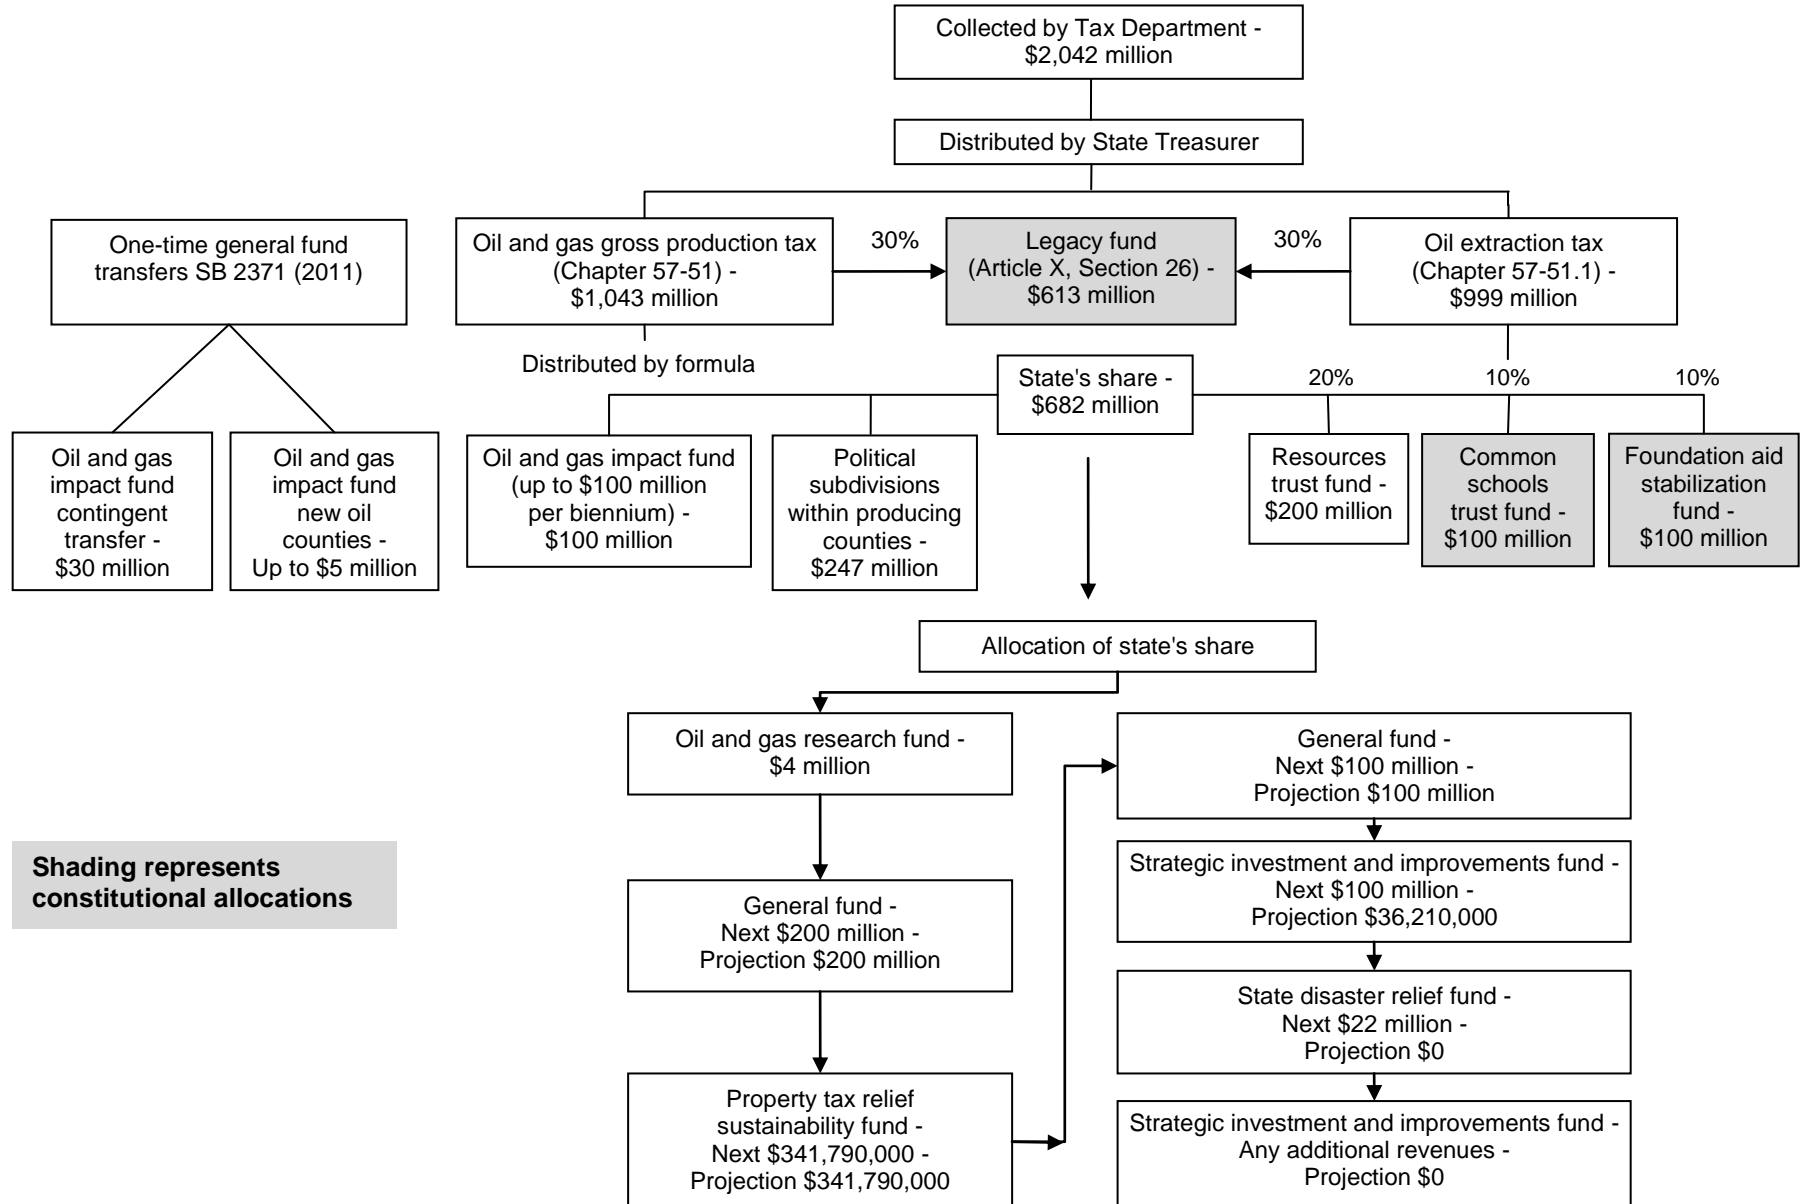 Collected by Tax Department -
$2,042 million
Distributed by State Treasurer
One-time general fund
transfers SB 2371 (2011)
Oil and gas gross production tax
(Chapter 57-51) -
$1,043 million
30%
Legacy fund
(Article X, Section 26) -
$613 million
30%
Oil extraction tax
(Chapter 57-51.1) -
$999 million
Distributed by formula
State's share -
$682 million
20%
10%
10%
Oil and gas
impact fund
contingent
transfer -
$30 million
Oil and gas
impact fund
new oil
counties -
Up to $5 million
Oil and gas impact fund
(up to $100 million
per biennium) -
$100 million
Political
subdivisions
within producing
counties -
$247 million
Resources
trust fund -
$200 million
Common
schools
trust fund -
$100 million
Foundation aid
stabilization
fund -
$100 million
Allocation of state's share
Oil and gas research fund -
$4 million
General fund -
Next $200 million -
Projection $200 million
Property tax relief
sustainability fund -
Next $341,790,000 -
Projection $341,790,000
General fund -
Next $100 million -
Projection $100 million
Strategic investment and improvements fund -
Next $100 million -
Projection $36,210,000
State disaster relief fund -
Next $22 million -
Projection $0
Strategic investment and improvements fund -
Any additional revenues -
Projection $0
Shading represents
constitutional allocations